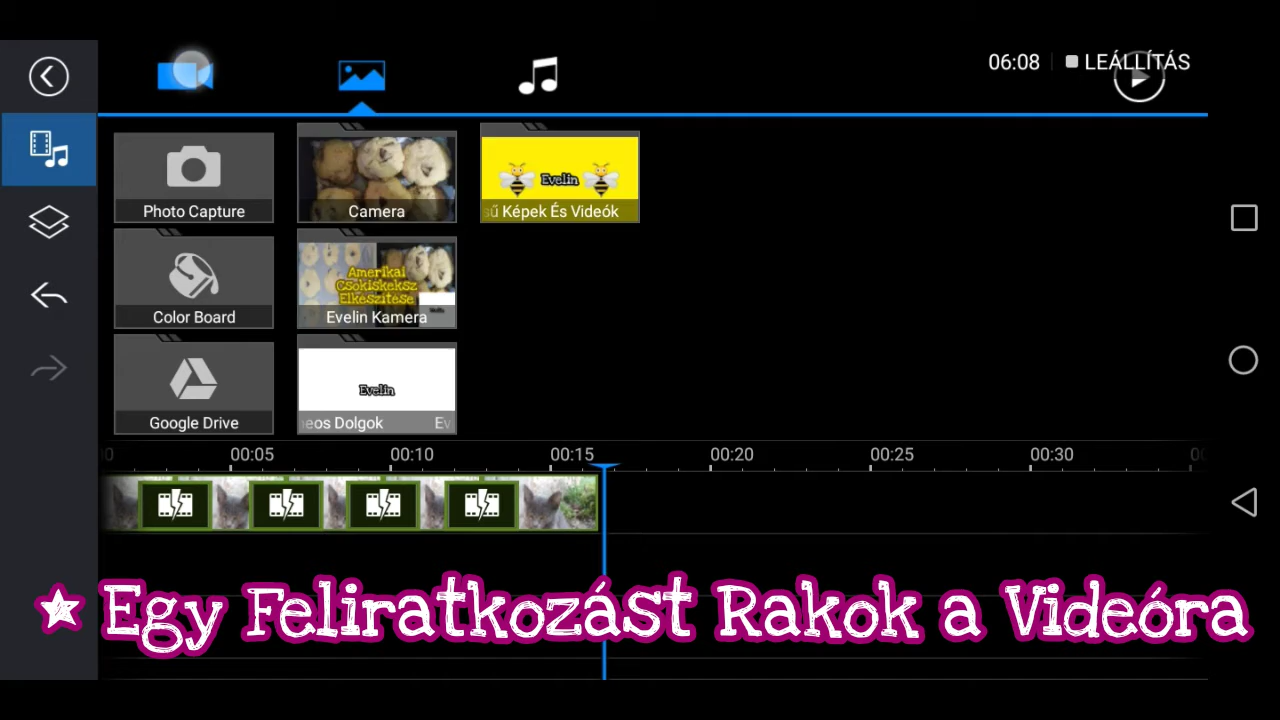 06:08 LEÁLLÍTÁS
Photo Capture
Camera
Evelin
sű Képek És Videók
Color Board
Amerikai
Csokiskeksz
Elkészítése
Evelin Kamera
Google Drive
Evelin
eos Dolgok Ev
00:05 00:10 00:15 00:20 00:25 00:30
★ Egy Feliratkozást Rakok a Videóra